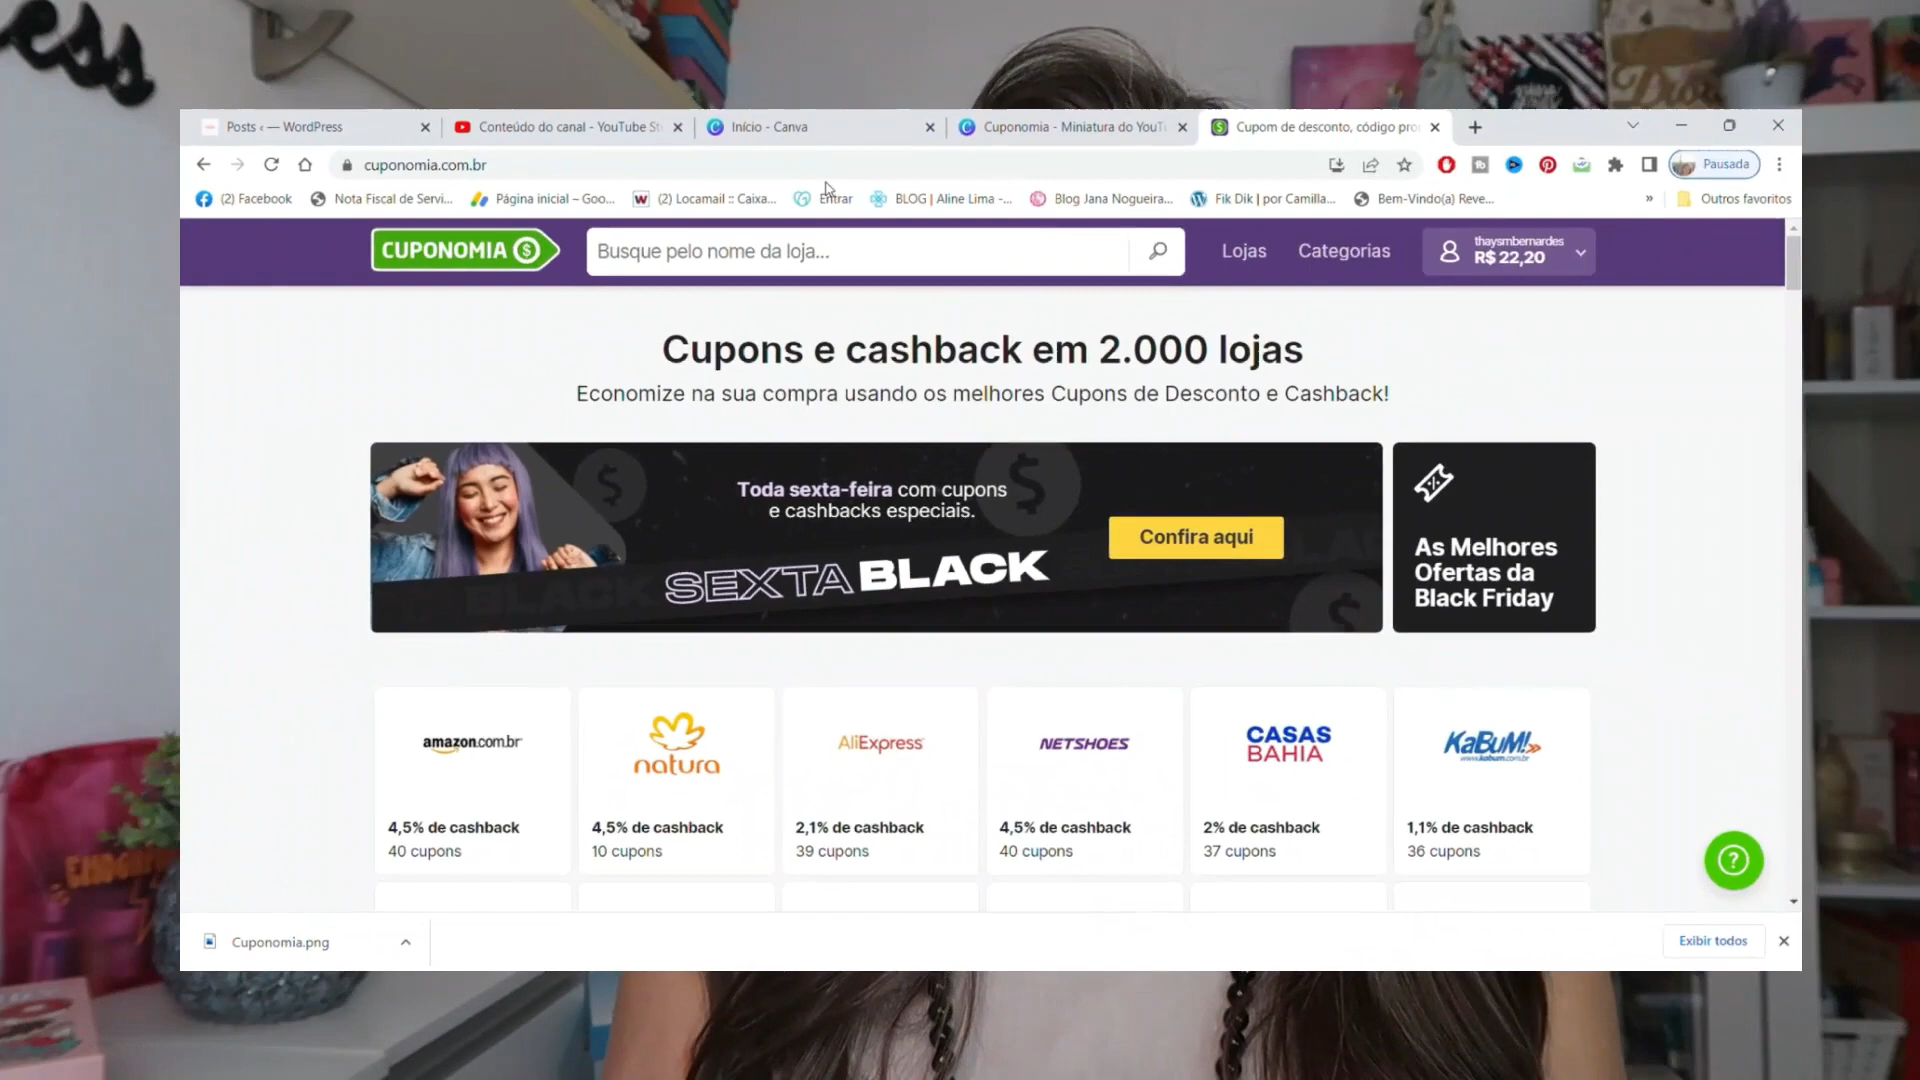 ess
Posts ‹ — WordPress
Conteúdo do canal - YouTube St
Início - Canva
Cuponomia - Miniatura do YouT
Cupom de desconto, código pro
cuponomia.com.br
Pausada
(2) Facebook
Nota Fiscal de Servi...
Página inicial – Goo...
(2) Locamail :: Caixa...
Entrar
BLOG | Aline Lima -...
Blog Jana Nogueira...
Fik Dik | por Camilla...
Bem-Vindo(a) Reve...
»
Outros favoritos
CUPONOMIA $
Busque pelo nome da loja...
Lojas
Categorias
thaysmbernardes
R$ 22,20
Cupons e cashback em 2.000 lojas
Economize na sua compra usando os melhores Cupons de Desconto e Cashback!
Toda sexta-feira com cupons
e cashbacks especiais.
SEXTA BLACK
Confira aqui
As Melhores
Ofertas da
Black Friday
amazon.com.br
4,5% de cashback
40 cupons
natura
4,5% de cashback
10 cupons
AliExpress
2,1% de cashback
39 cupons
NETSHOES
4,5% de cashback
40 cupons
CASAS
BAHIA
2% de cashback
37 cupons
KaBuM!
www.kabum.com.br
1,1% de cashback
36 cupons
?
Cuponomia.png
Exibir todos